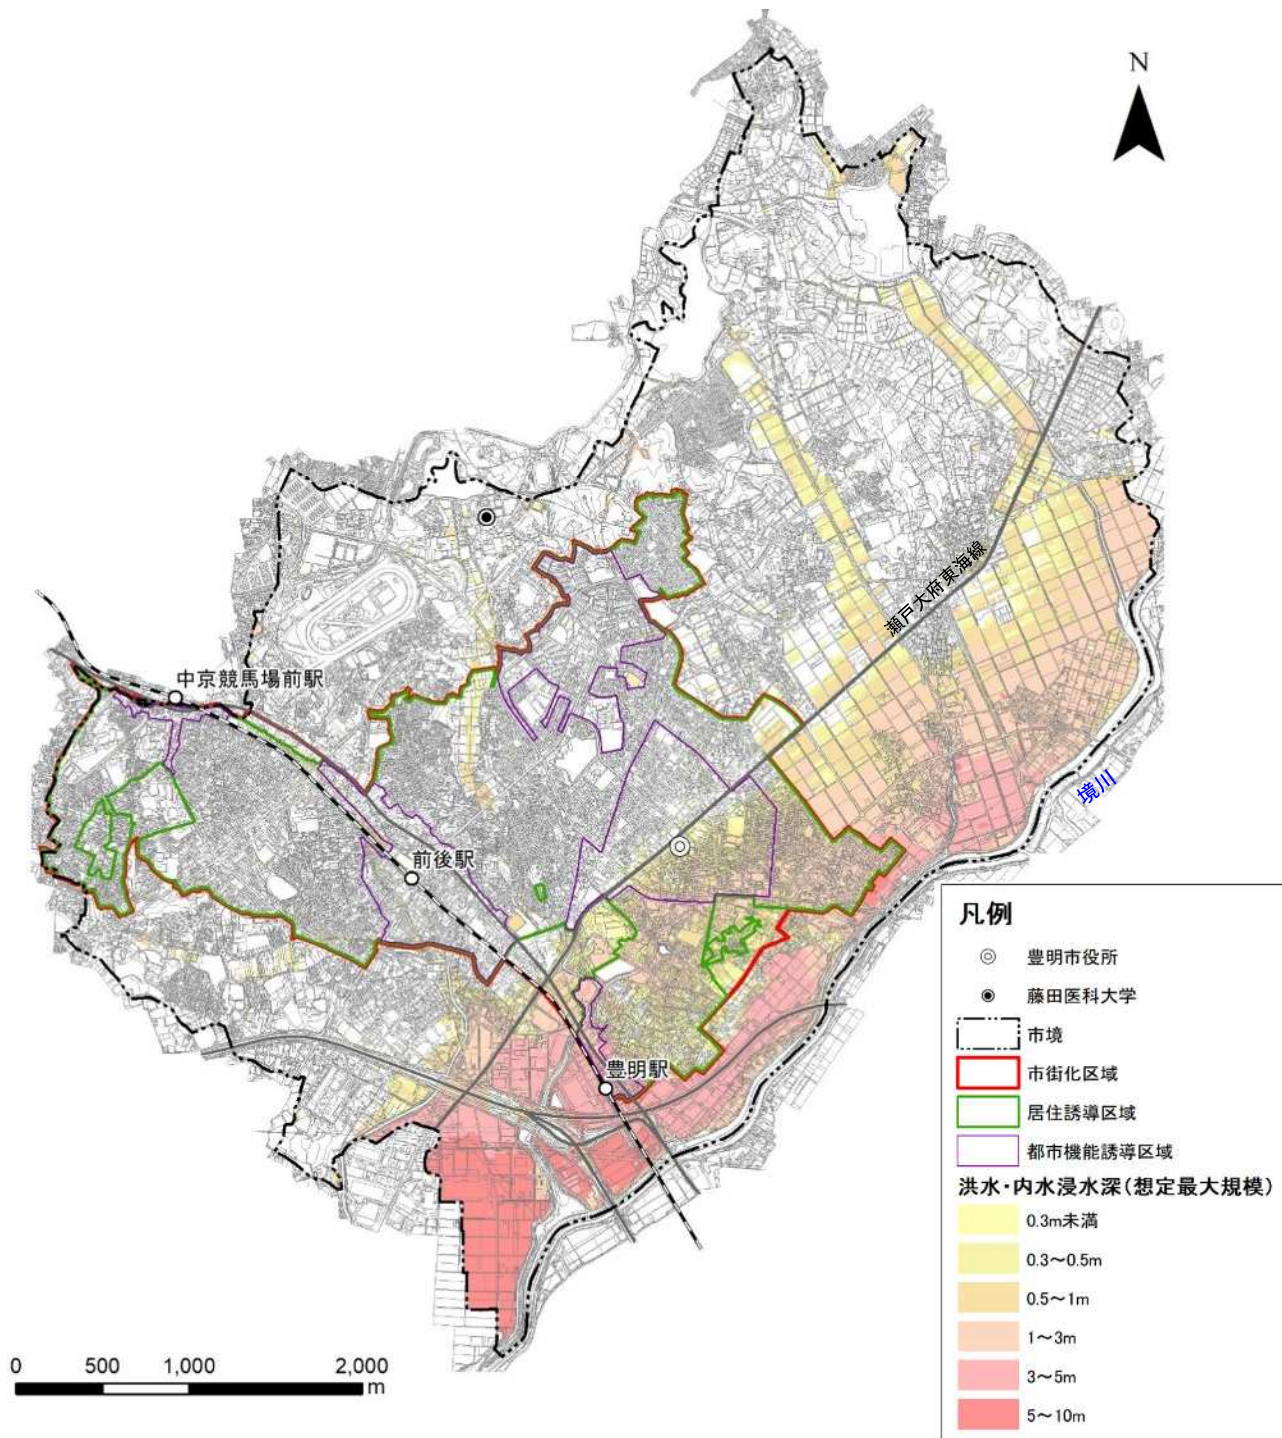 N
中京競馬場前駅
瀬戸大府東海線
境川
前後駅
豊明駅
凡例
豊明市役所
藤田医科大学
市境
市街化区域
居住誘導区域
都市機能誘導区域
洪水・内水浸水深(想定最大規模)
0.3m未満
0.3～0.5m
0.5～1m
1～3m
3～5m
5～10m
0 500 1,000 2,000
m